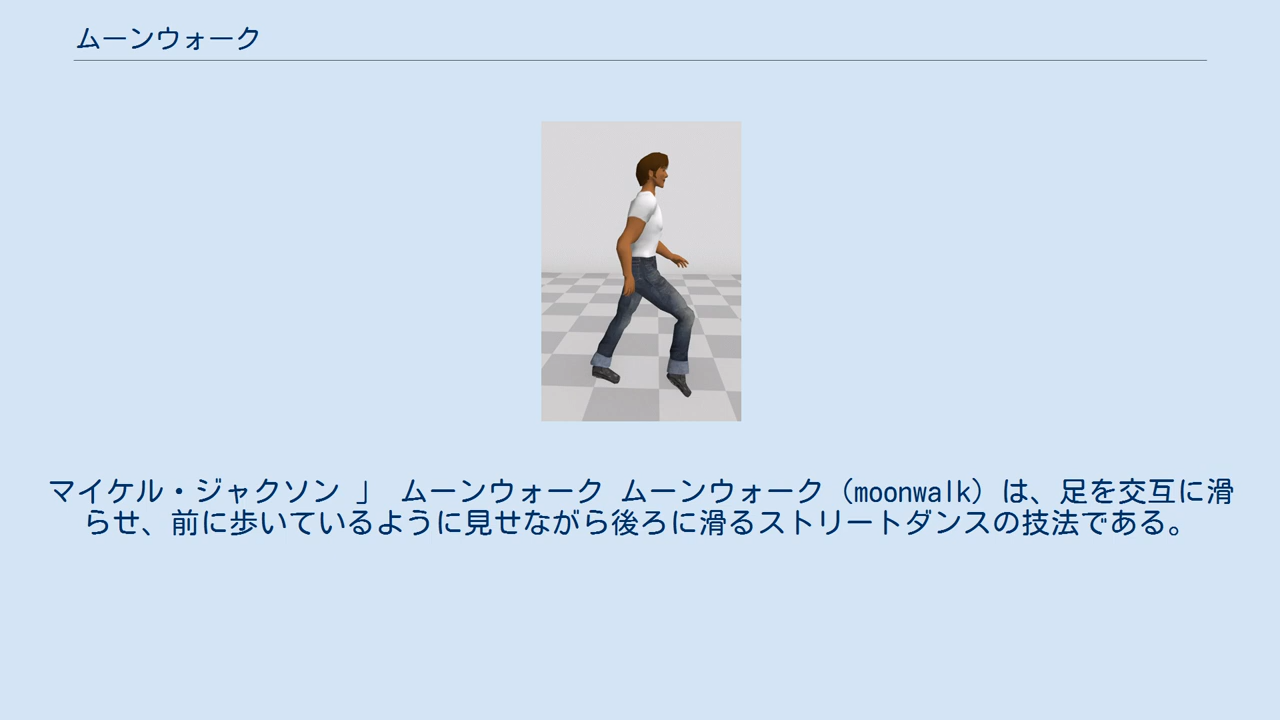 ムーンウォーク
マイケル・ジャクソン 」 ムーンウォーク ムーンウォーク（moonwalk）は、足を交互に滑
らせ、前に歩いているように見せながら後ろに滑るストリートダンスの技法である。